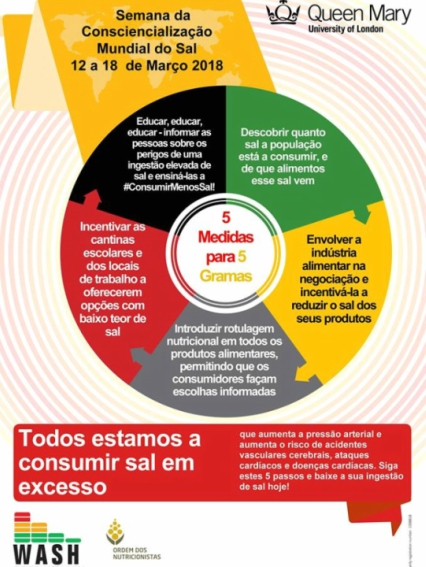 Semana da
Consciencialização
Mundial do Sal
12 a 18 de Março 2018
Queen Mary
University of London
Educar, educar,
educar - informar as
pessoas sobre os
perigos de uma
ingestão elevada de
sal e ensiná-las a
#ConsumirMenosSal!
Descobrir quanto
sal a população
está a consumir, e
de que alimentos
esse sal vem
5
Medidas
para 5
Gramas
Incentivar as
cantinas
escolares e
dos locais
de trabalho a
oferecerem
opções com
baixo teor de
sal
Envolver a
indústria
alimentar na
negociação e
incentivá-la a
reduzir o sal dos
seus produtos
Introduzir rotulagem
nutricional em todos os
produtos alimentares,
permitindo que os
consumidores façam
escolhas informadas
Todos estamos a
consumir sal em
excesso
que aumenta a pressão arterial e
aumenta o risco de acidentes
vasculares cerebrais, ataques
cardíacos e doenças cardíacas. Siga
estes 5 passos e baixe a sua ingestão
de sal hoje!
WASH
ORDEM DOS
NUTRICIONISTAS